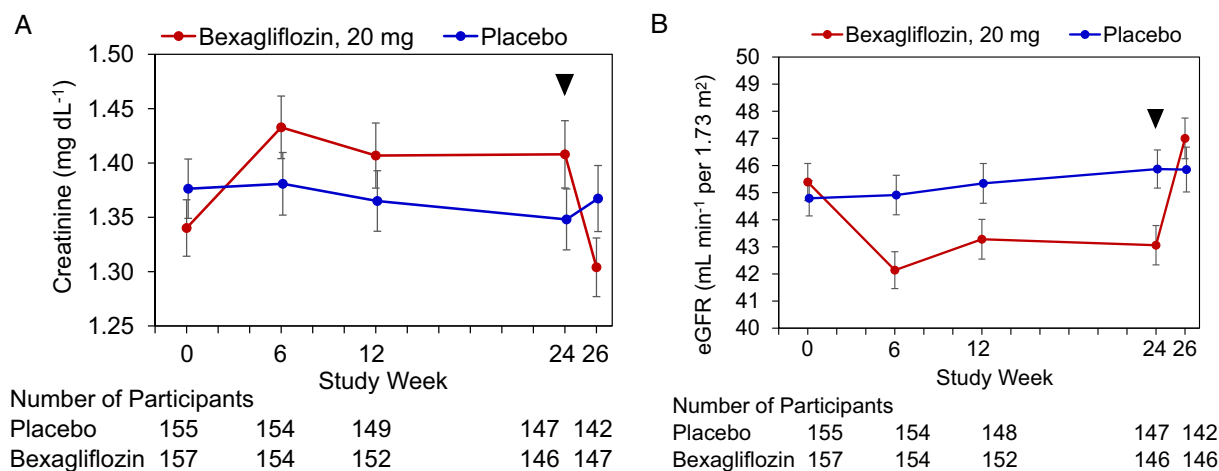 A
Bexagliflozin, 20 mg Placebo
Creatinine (mg dL-1)
1.50
1.45
1.40
1.35
1.30
1.25
0 6 12 24 26
Study Week
Number of Participants
Placebo 155 154 149 147 142
Bexagliflozin 157 154 152 146 147
B
Bexagliflozin, 20 mg Placebo
eGFR (mL min-1 per 1.73 m2)
50
49
48
47
46
45
44
43
42
41
40
0 6 12 24 26
Study Week
Number of Participants
Placebo 155 154 148 147 142
Bexagliflozin 157 154 152 146 146